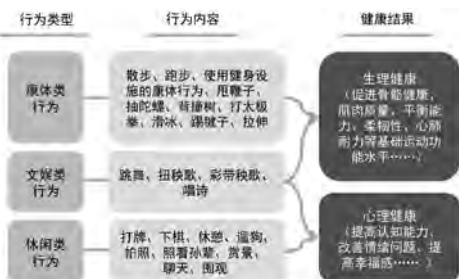 行为类型
行为内容
健康结果
康体类
行为
散步、跑步、使用健身设
施的康体行为、甩鞭子、
抽陀螺、背撞树、打太极
拳、滑冰、踢毽子、拉伸
文娱类
行为
跳舞、扭秧歌、彩带秧歌、
唱诗
休闲类
行为
打牌、下棋、休憩、遛狗、
拍照、照看孙辈、赏景、
聊天、围观
生理健康
（促进骨骼健康、
肌肉质量、平衡能
力、柔韧性、心肺
耐力等基础运动功
能水平……）
心理健康
（提高认知能力、
改善情绪问题、提
高幸福感……）